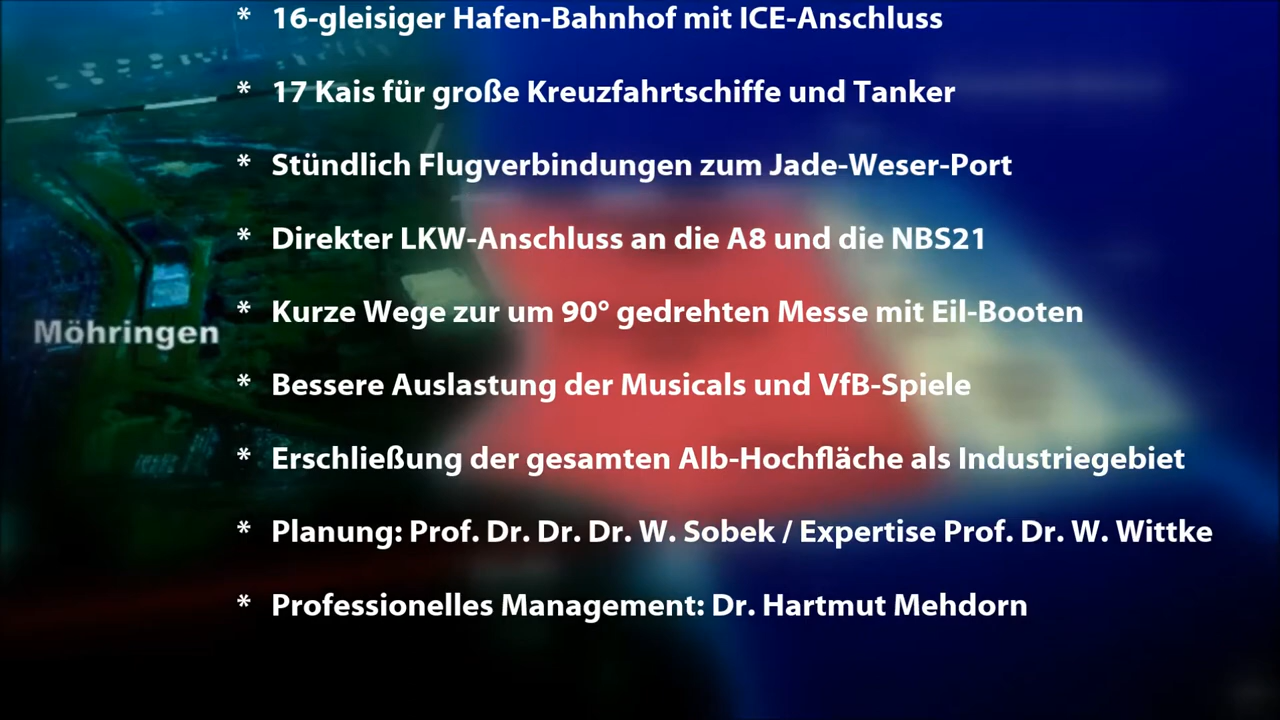 * 16-gleisiger Hafen-Bahnhof mit ICE-Anschluss
* 17 Kais für große Kreuzfahrtschiffe und Tanker
* Stündlich Flugverbindungen zum Jade-Weser-Port
* Direkter LKW-Anschluss an die A8 und die NBS21
* Kurze Wege zur um 90° gedrehten Messe mit Eil-Booten
Möhringen
* Bessere Auslastung der Musicals und VfB-Spiele
* Erschließung der gesamten Alb-Hochfläche als Industriegebiet
* Planung: Prof. Dr. Dr. Dr. W. Sobek / Expertise Prof. Dr. W. Wittke
* Professionelles Management: Dr. Hartmut Mehdorn